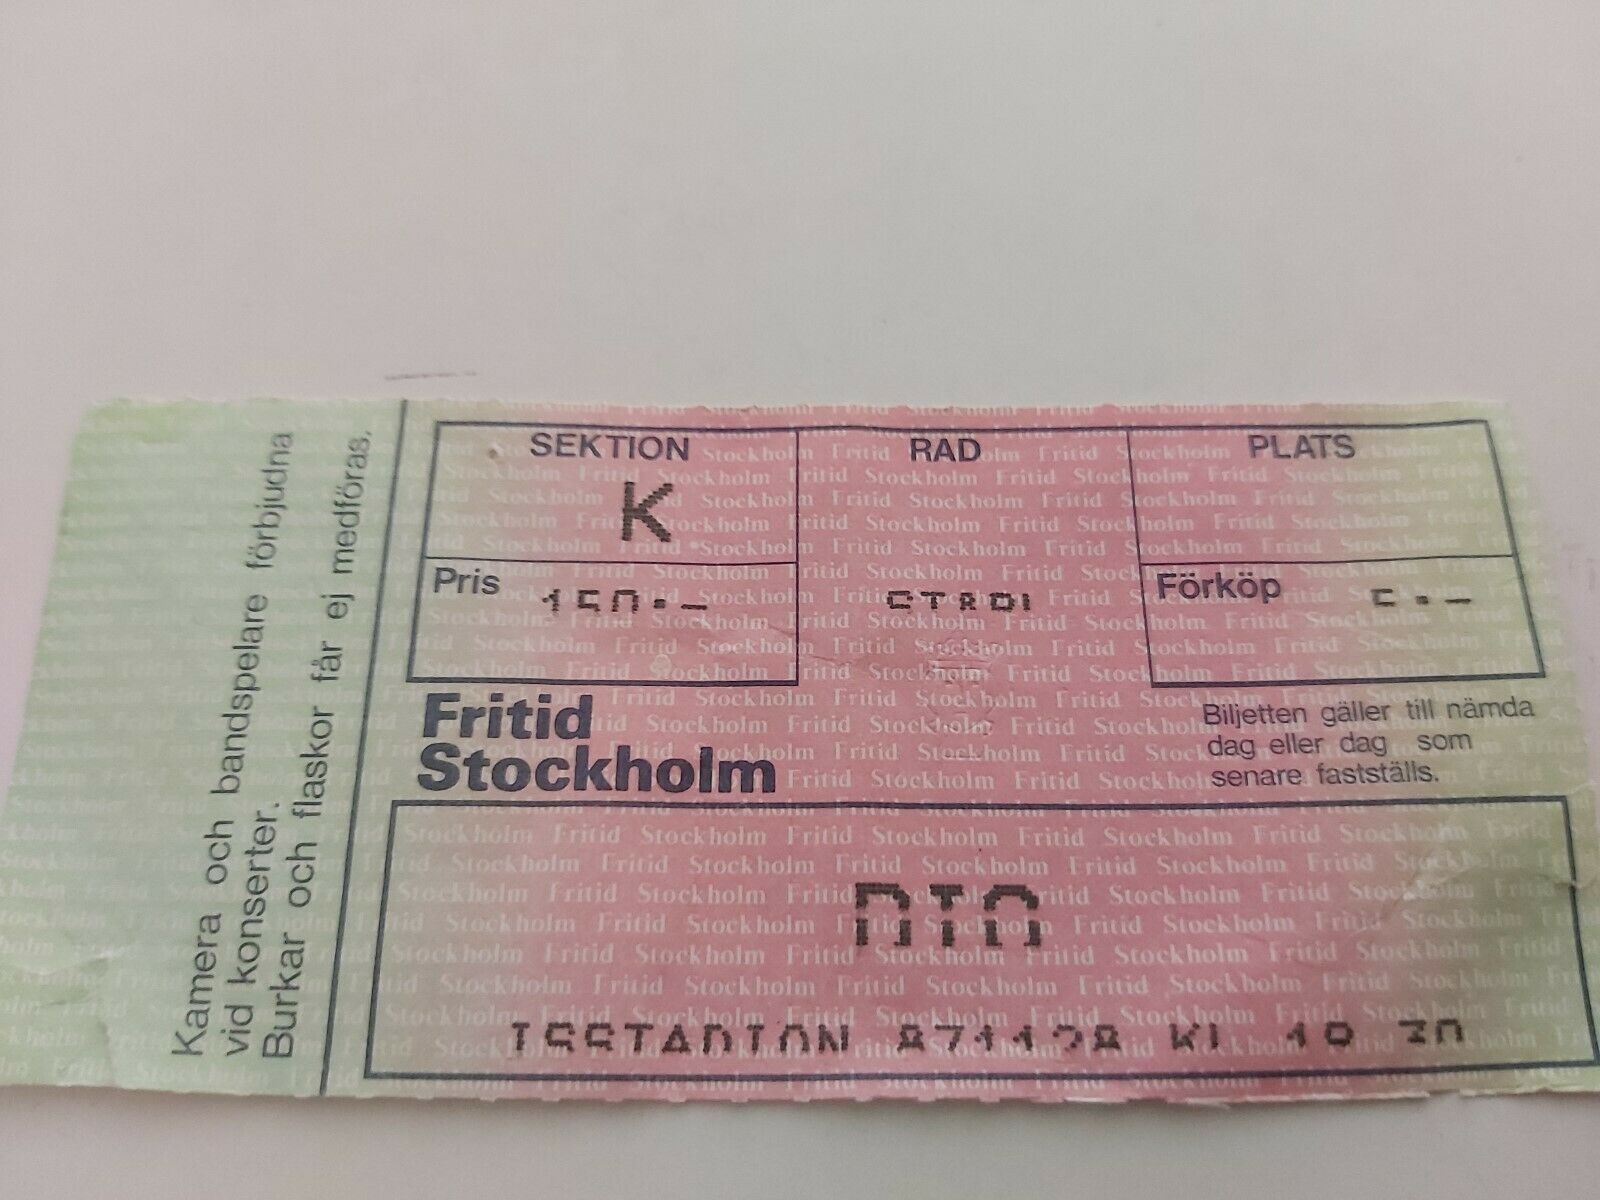 Kamera och bandspelare förbjudna
vid konserter.
Burkar och flaskor får ej medföras.
SEKTION RAD PLATS
K
Pris 150.- Förköp 5.-
Fritid
Stockholm
Biljetten gäller till nämda
dag eller dag som
senare fastställs.
DIO
ISSTADION 871128 KL 19 30